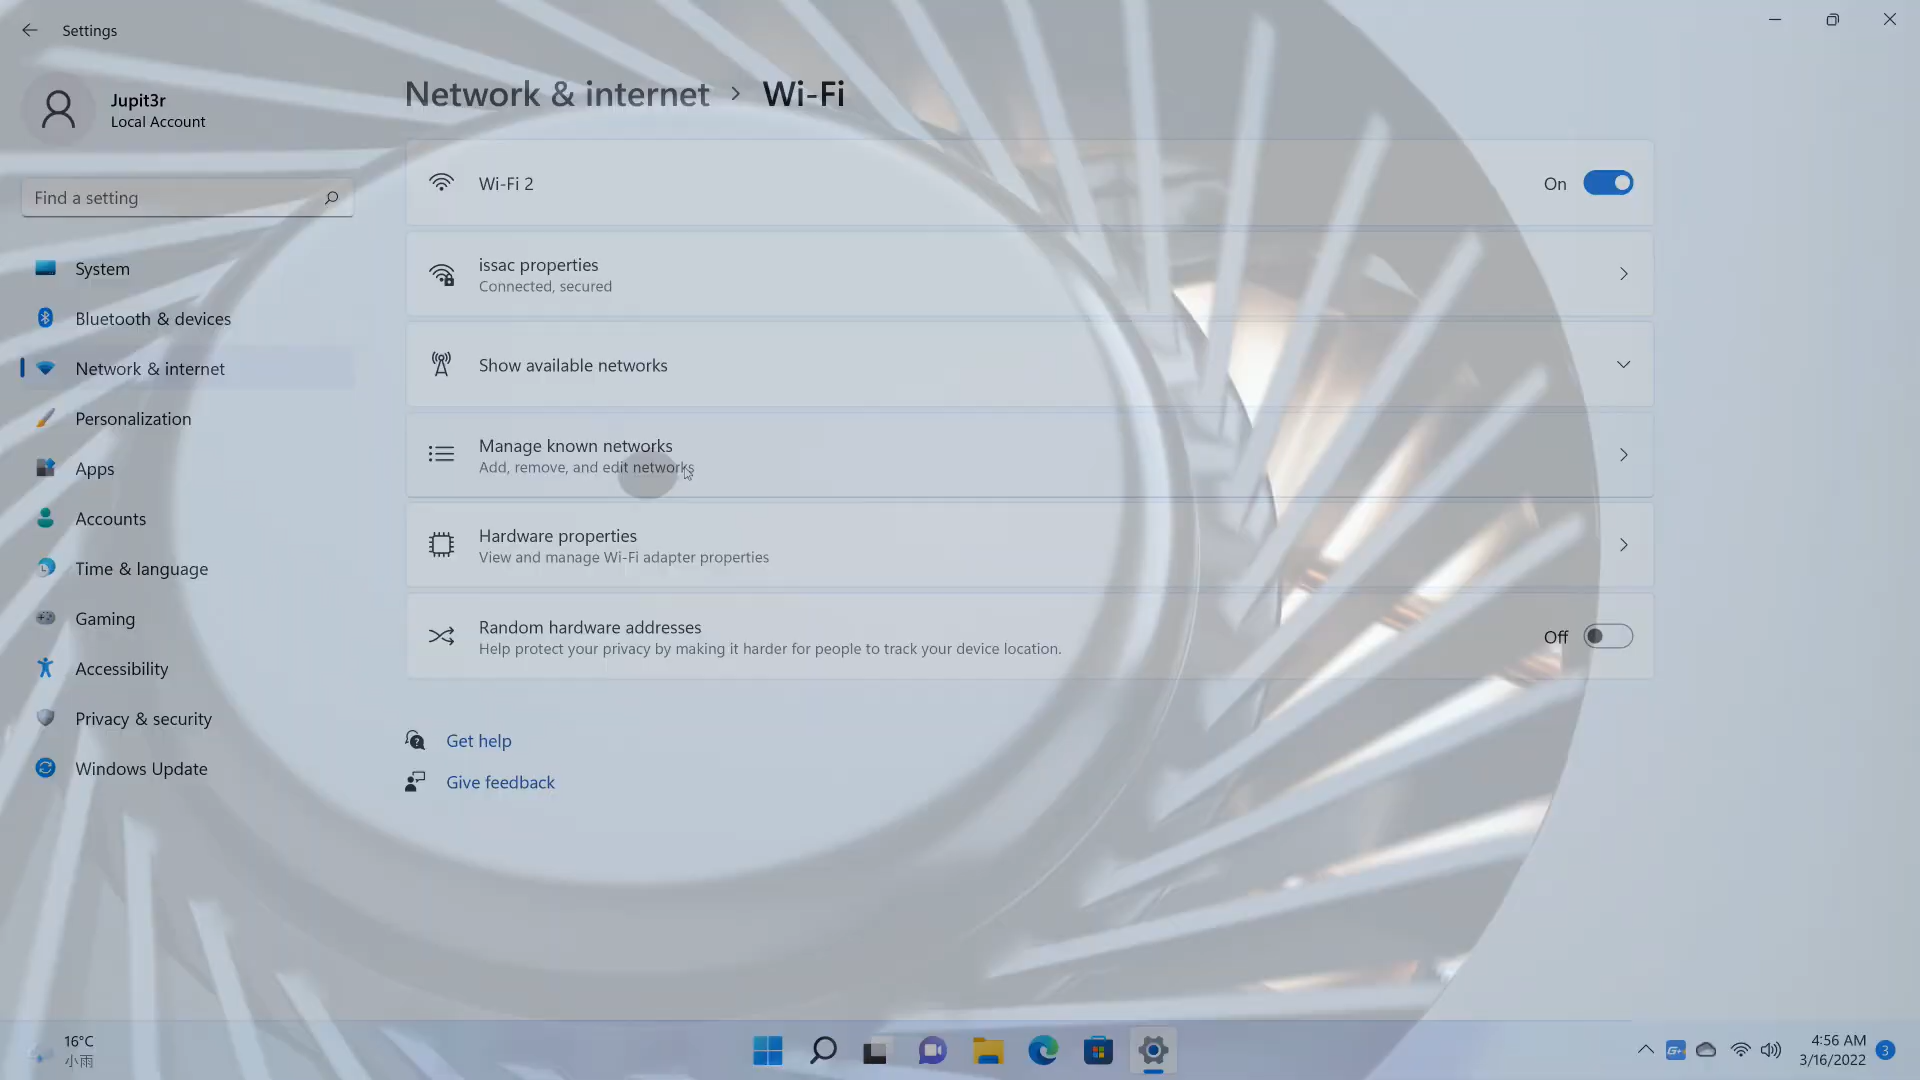 Settings
Jupit3r
Local Account
Find a setting
System
Bluetooth & devices
Network & internet
Personalization
Apps
Accounts
Time & language
Gaming
Accessibility
Privacy & security
Windows Update
Network & internet > Wi-Fi
Wi-Fi 2
On
issac properties
Connected, secured
Show available networks
Manage known networks
Add, remove, and edit networks
Hardware properties
View and manage Wi-Fi adapter properties
Random hardware addresses
Help protect your privacy by making it harder for people to track your device location.
Off
Get help
Give feedback
16°C
小雨
4:56 AM
3/16/2022
3